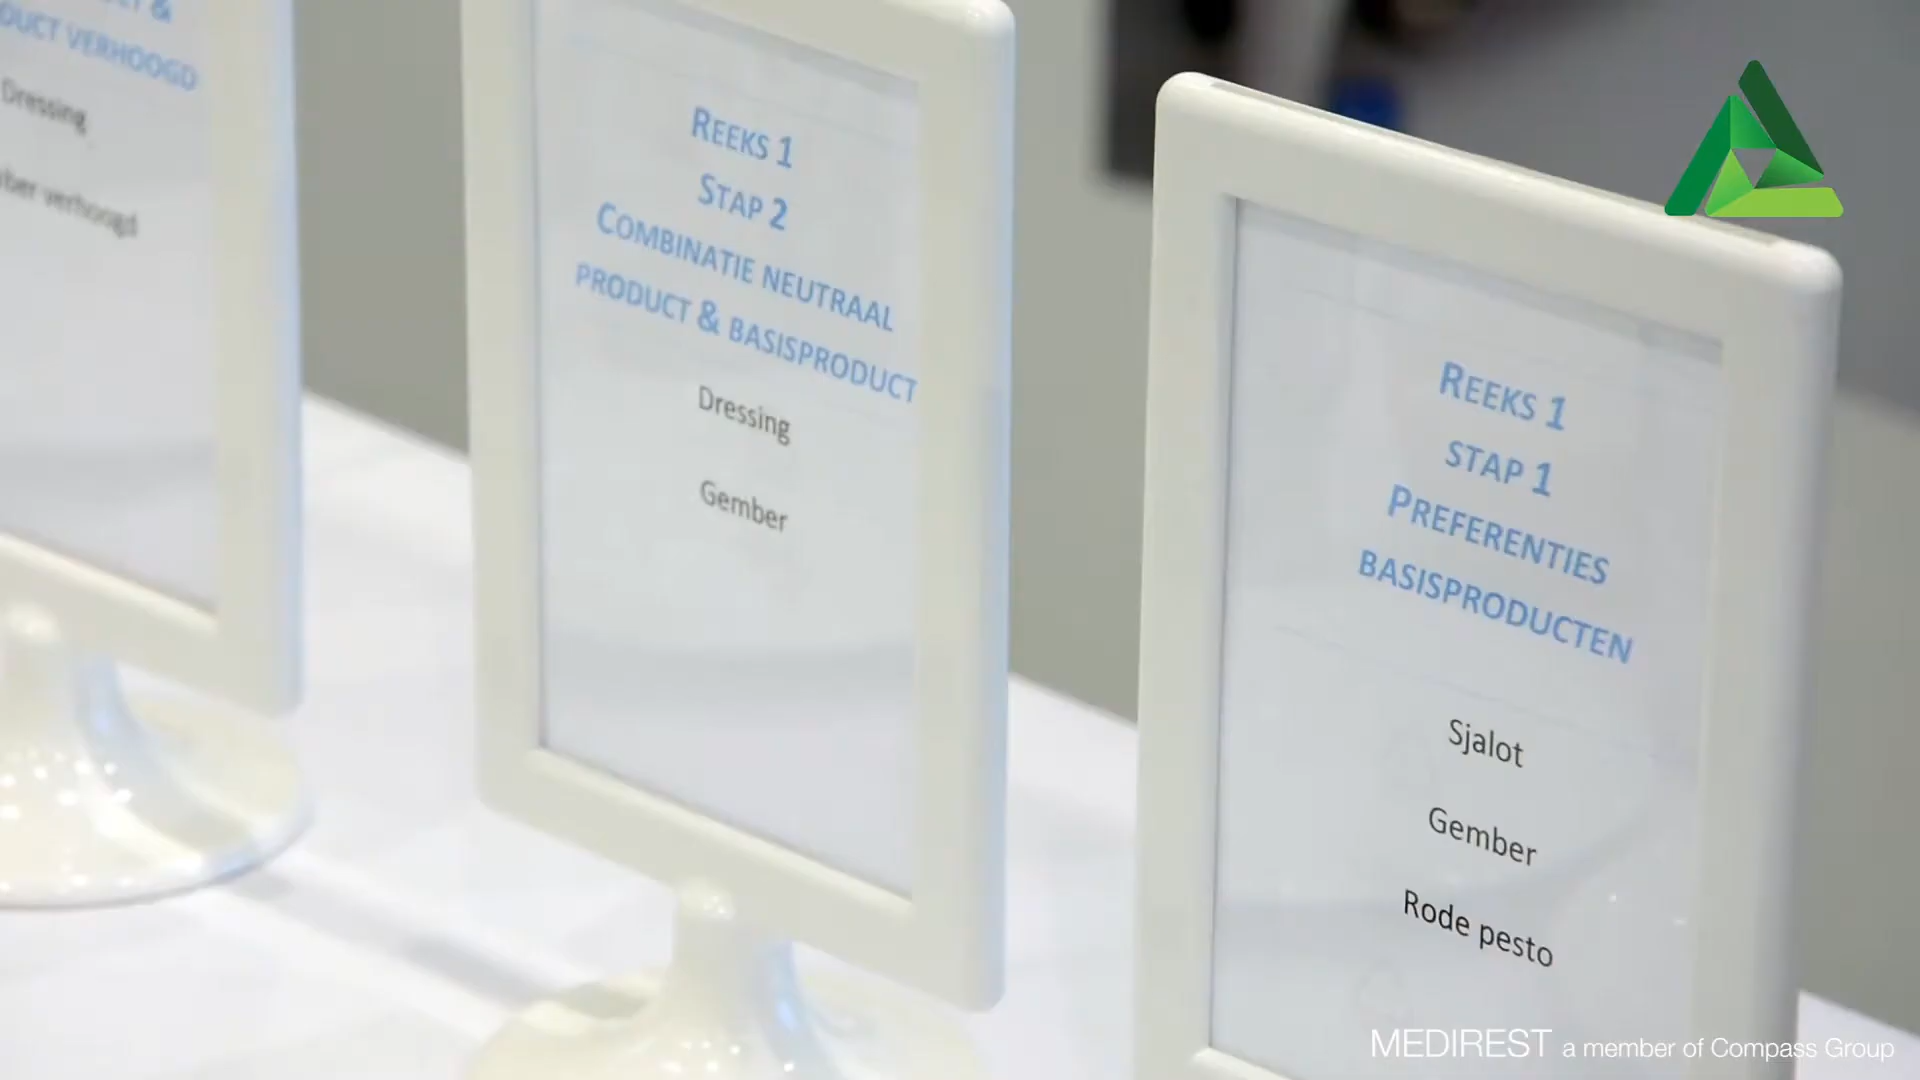 &
DUCT VERHOOGD
Dressing
ber verhoogd
REEKS 1
STAP 2
COMBINATIE NEUTRAAL
PRODUCT & BASISPRODUCT
Dressing
Gember
REEKS 1
STAP 1
PREFERENTIES
BASISPRODUCTEN
Sjalot
Gember
Rode pesto
MEDIREST a member of Compass Group